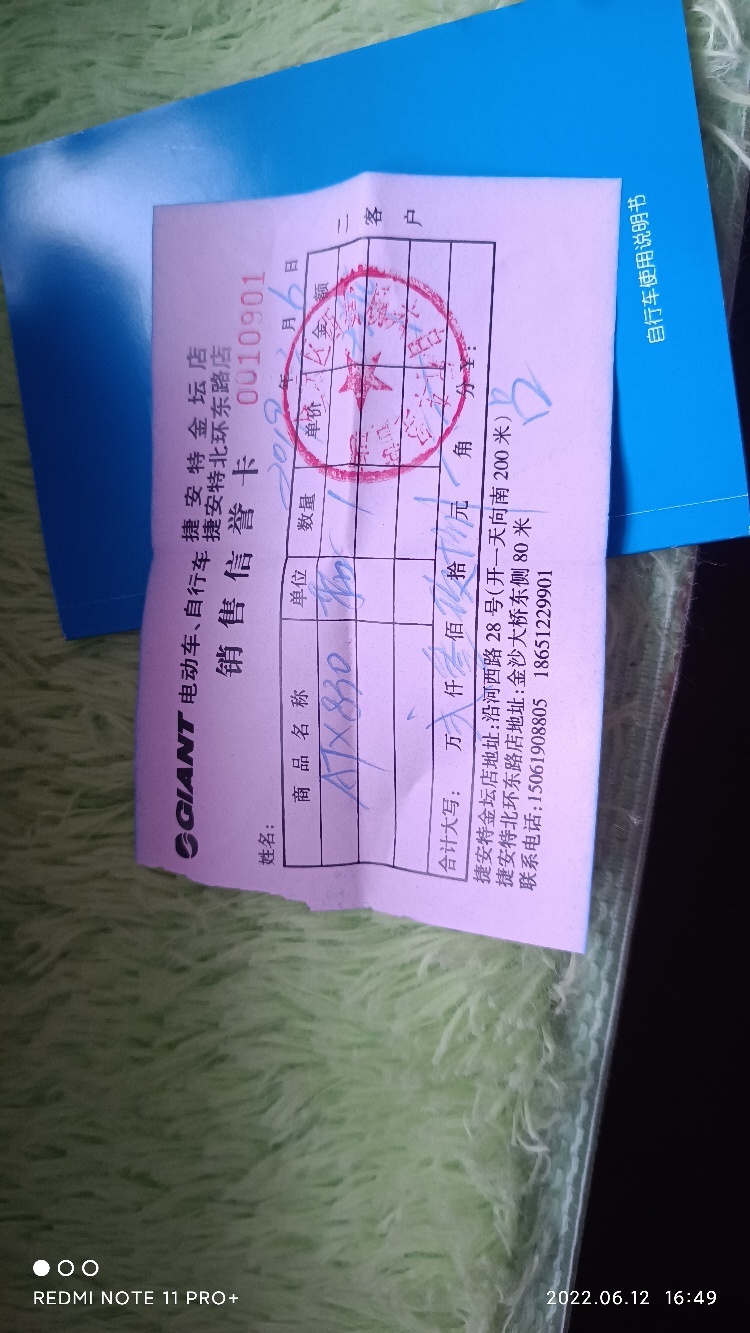 GIANT 电动车、自行车 捷安特金坛店
捷安特北环东路店
销售信誉卡 0010901
姓名: 2018年 月 6日
商品名称 单位 数量 单价 金额
ATX830 1
合计大写: 万 仟 佰 拾 元 角 分 ¥:
捷安特金坛店地址:沿河西路28号(开一天向南200米)
捷安特北环东路店地址:金沙大桥东侧80米
联系电话:15061908805 18651229901
二
客
户
自行车使用说明书
REDMI NOTE 11 PRO+
2022.06.12 16:49